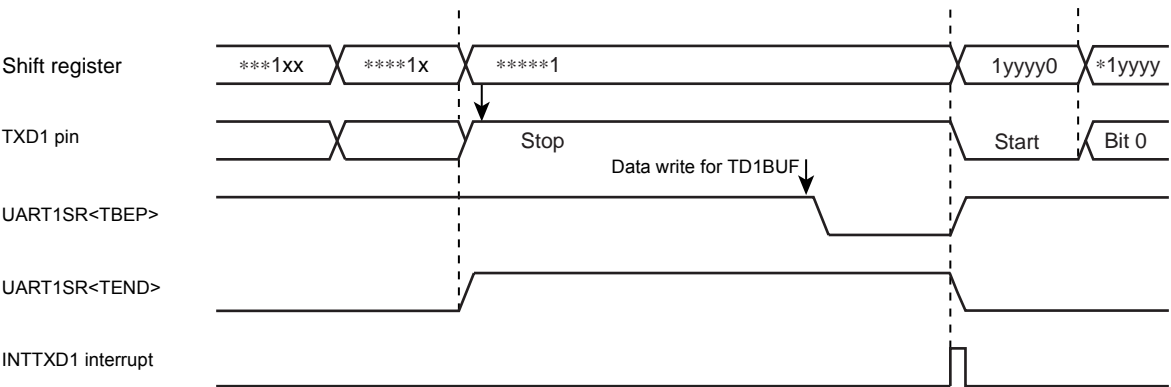 Shift register ***1xx ****1x *****1 1yyyy0 *1yyyy
TXD1 pin Stop Start Bit 0
Data write for TD1BUF
UART1SR<TBEP>
UART1SR<TEND>
INTTXD1 interrupt